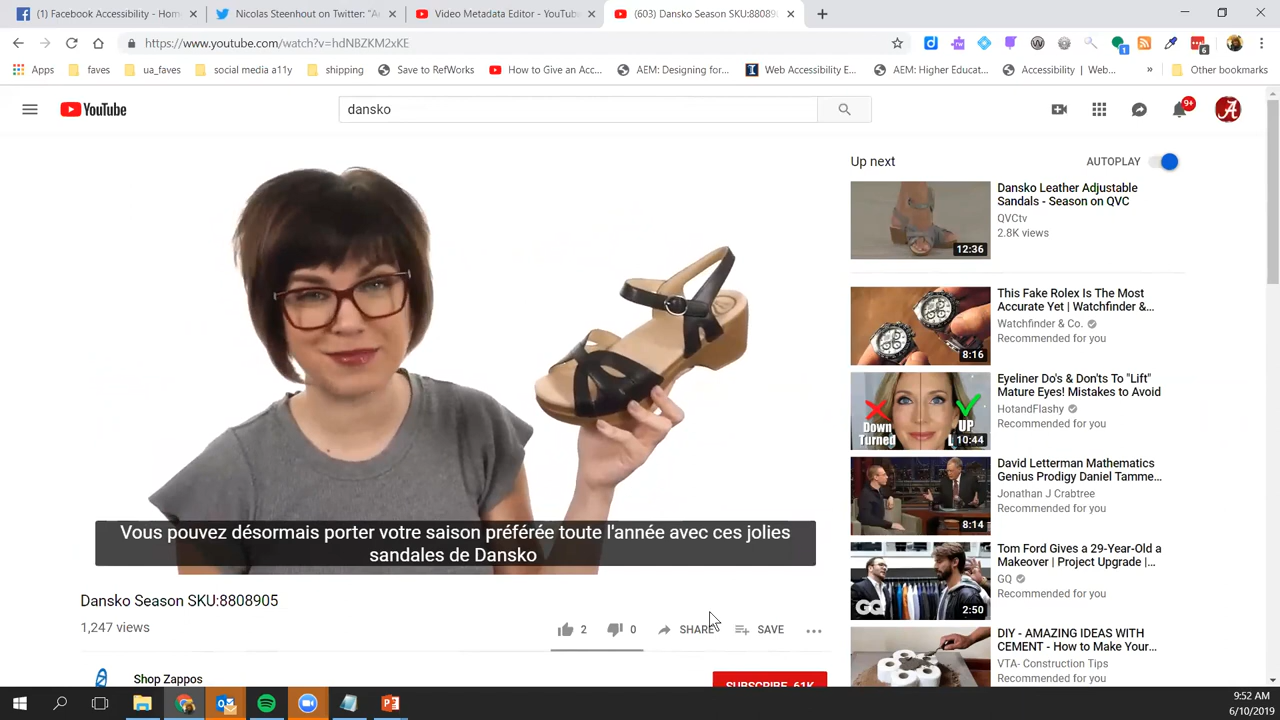 (1) Facebook Accessibility - Hom
Nicolas Steenhout on Twitter: "A
Video Metadata Editor - YouTube
(603) Dansko Season SKU:88089
https://www.youtube.com/watch?v=hdNBZKM2xKE
1
6
Apps
faves
ua_faves
social media a11y
shipping
Save to RefWorks
How to Give an Acc...
AEM: Designing for...
Web Accessibility E...
AEM: Higher Educat...
Accessibility | Web...
»
Other bookmarks
YouTube
dansko
9+
Up next
AUTOPLAY
Dansko Leather Adjustable
Sandals - Season on QVC
QVCtv
2.8K views
12:36
This Fake Rolex Is The Most
Accurate Yet | Watchfinder &...
Watchfinder & Co.
Recommended for you
8:16
Eyeliner Do's & Don'ts To "Lift"
Mature Eyes! Mistakes to Avoid
HotandFlashy
Recommended for you
Down
Turned
UP
10:44
David Letterman Mathematics
Genius Prodigy Daniel Tamme...
Jonathan J Crabtree
Recommended for you
8:14
Tom Ford Gives a 29-Year-Old a
Makeover | Project Upgrade |...
GQ
Recommended for you
GQ
2:50
DIY - AMAZING IDEAS WITH
CEMENT - How to Make Your...
VTA- Construction Tips
Recommended for you
Vous pouvez désormais porter votre saison préférée toute l'année avec ces jolies
sandales de Dansko
Dansko Season SKU:8808905
1,247 views
2
0
SHARE
SAVE
Shop Zappos
SUBSCRIBE 61K
9:52 AM
6/10/2019